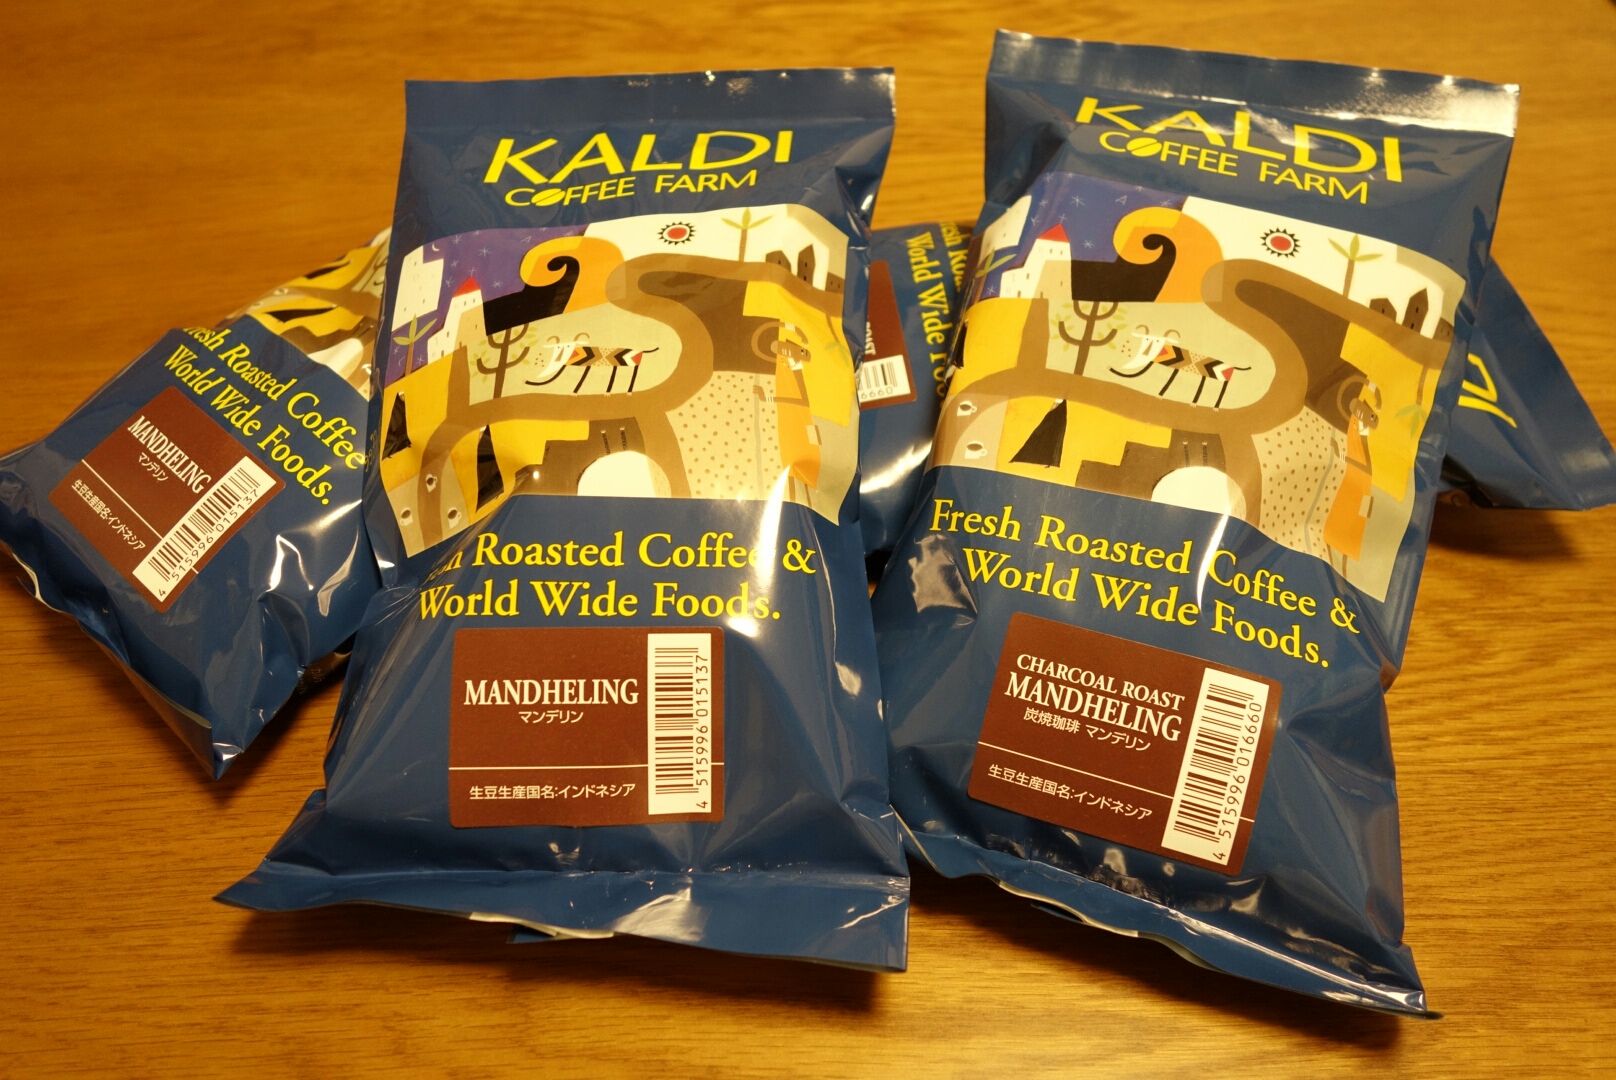 KALDI
COFFEE FARM
Roasted Coffee &
World Wide Foods.
MANDHELING
マンデリン
生豆生産国名:インドネシア
4 515996 015137
KALDI
COFFEE FARM
Fresh Roasted Coffee &
World Wide Foods.
CHARCOAL ROAST
MANDHELING
炭焼珈琲 マンデリン
生豆生産国名:インドネシア
4 515996 016660
Fresh Roasted Coffee
World Wide Foods.
MANDHELING
マンデリン
生豆生産国名:インドネシア
4 515996 015137
World Wide